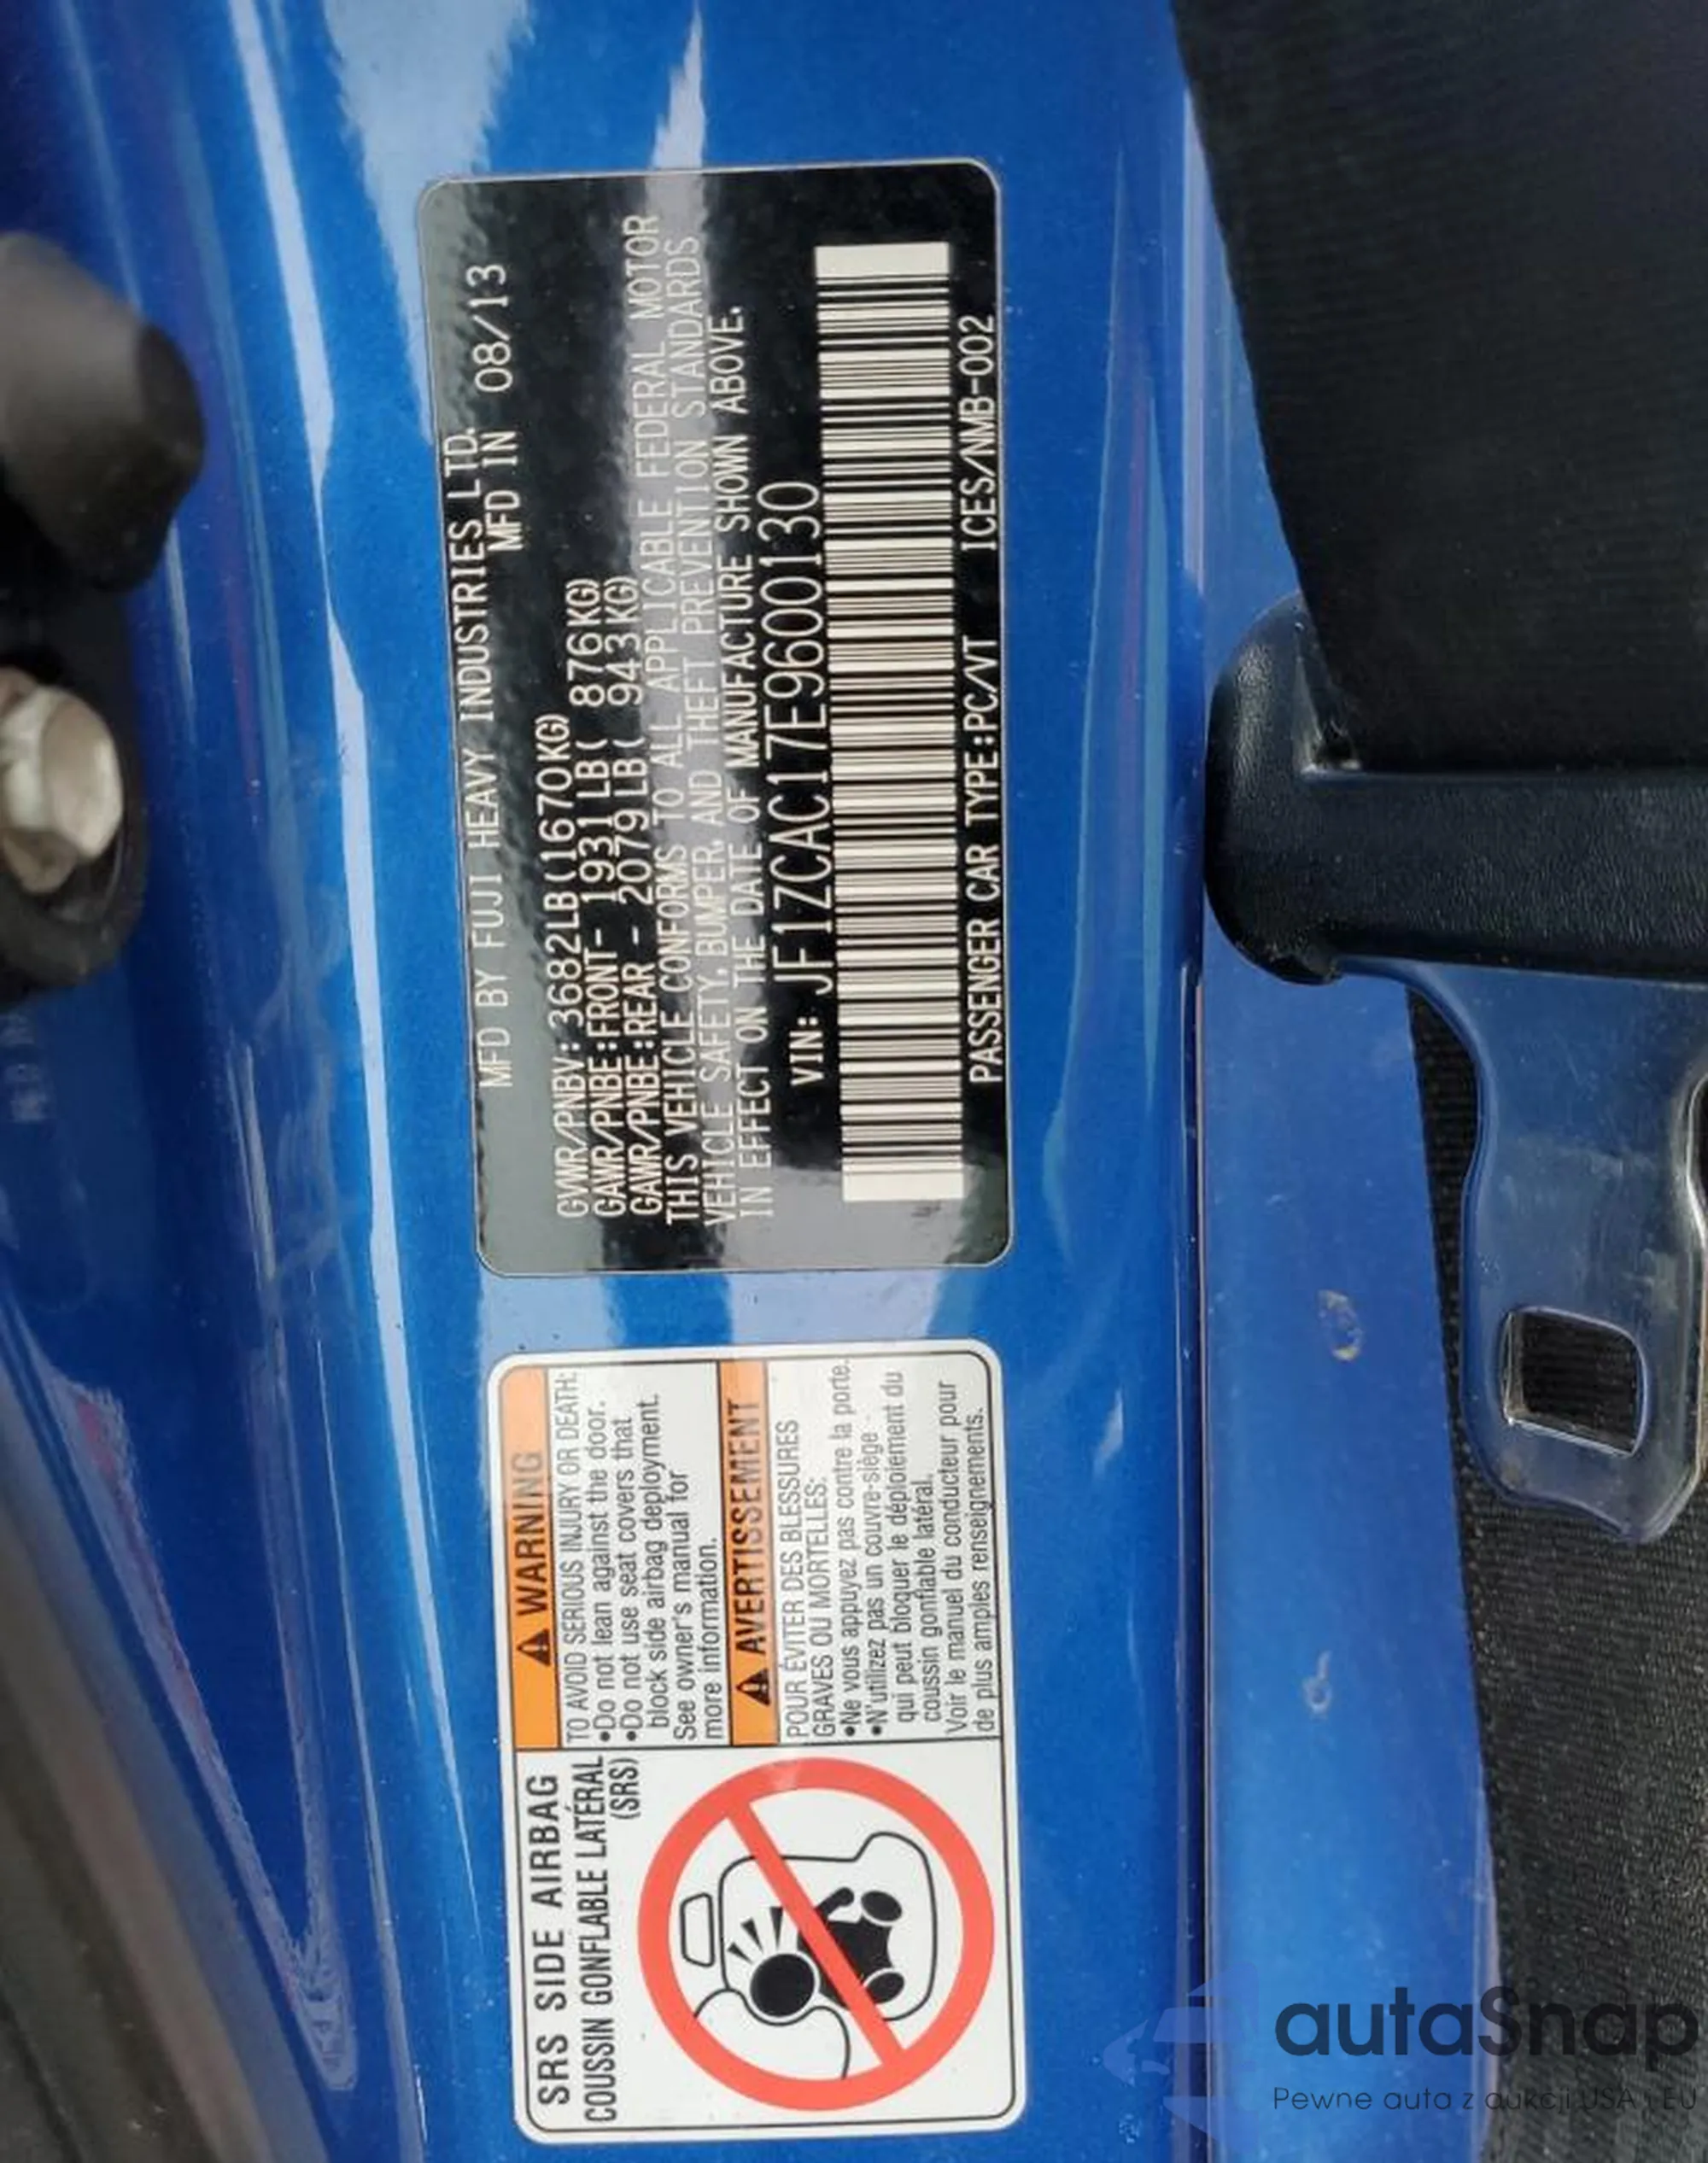 MFD BY FUJI HEAVY INDUSTRIES LTD.
MFD IN 08/13
GVWR/PNBV:3682LB(1670KG)
GAWR/PNBE:FRONT- 1931LB( 876KG)
GAWR/PNBE:REAR - 2079LB( 943KG)
THIS VEHICLE CONFORMS TO ALL APPLICABLE FEDERAL MOTOR
VEHICLE SAFETY, BUMPER, AND THEFT PREVENTION STANDARDS
IN EFFECT ON THE DATE OF MANUFACTURE SHOWN ABOVE.
VIN: JF1ZCAC17E9600130
PASSENGER CAR TYPE:PC/VT ICES/NMB-002
SRS SIDE AIRBAG
COUSSIN GONFLABLE LATÉRAL
(SRS)
WARNING
TO AVOID SERIOUS INJURY OR DEATH:
•Do not lean against the door.
•Do not use seat covers that
block side airbag deployment.
See owner's manual for
more information.
AVERTISSEMENT
POUR ÉVITER DES BLESSURES
GRAVES OU MORTELLES:
•Ne vous appuyez pas contre la porte.
•N'utilizez pas un couvre-siège
qui peut bloquer le déploiement du
coussin gonflable latéral.
Voir le manuel du conducteur pour
de plus amples renseignements.
autaSnap
Pewne auta z aukcji USA i EU